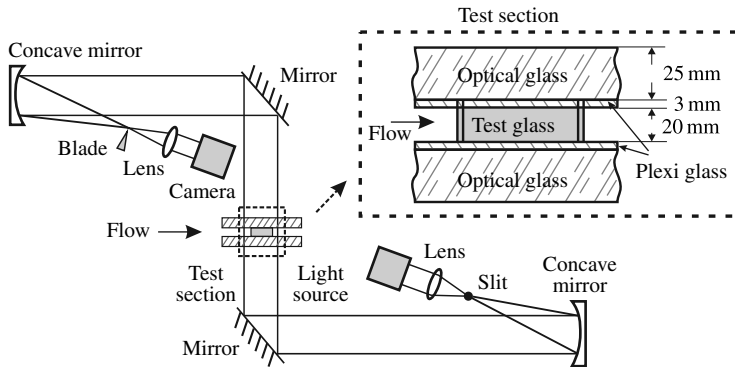 Test section
Concave mirror
Mirror
Optical glass
25 mm
3 mm
Flow
Test glass
20 mm
Blade
Lens
Camera
Optical glass
Plexi glass
Flow
Test
section
Light
source
Lens
Slit
Concave
mirror
Mirror